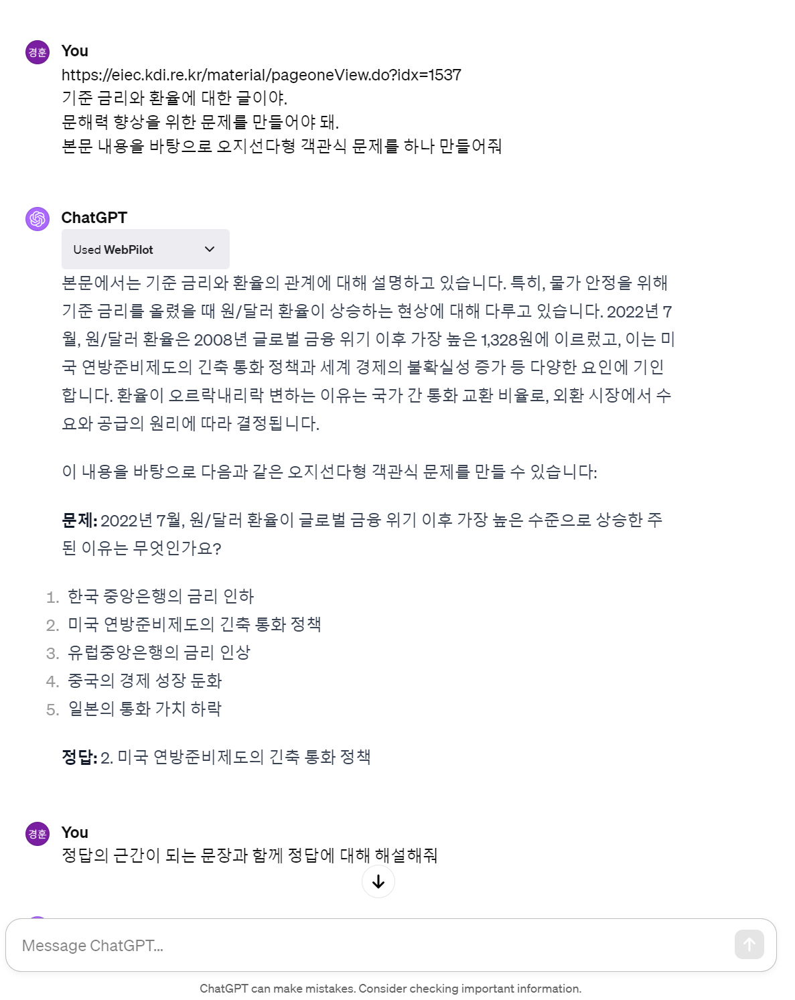 경훈 You
https://eiec.kdi.re.kr/material/pageoneView.do?idx=1537
기준 금리와 환율에 대한 글이야.
문해력 향상을 위한 문제를 만들어야 돼.
본문 내용을 바탕으로 오지선다형 객관식 문제를 하나 만들어줘
ChatGPT
Used WebPilot
본문에서는 기준 금리와 환율의 관계에 대해 설명하고 있습니다. 특히, 물가 안정을 위해
기준 금리를 올렸을 때 원/달러 환율이 상승하는 현상에 대해 다루고 있습니다. 2022년 7
월, 원/달러 환율은 2008년 글로벌 금융 위기 이후 가장 높은 1,328원에 이르렀고, 이는 미
국 연방준비제도의 긴축 통화 정책과 세계 경제의 불확실성 증가 등 다양한 요인에 기인
합니다. 환율이 오르락내리락 변하는 이유는 국가 간 통화 교환 비율로, 외환 시장에서 수
요와 공급의 원리에 따라 결정됩니다.
이 내용을 바탕으로 다음과 같은 오지선다형 객관식 문제를 만들 수 있습니다:
문제: 2022년 7월, 원/달러 환율이 글로벌 금융 위기 이후 가장 높은 수준으로 상승한 주
된 이유는 무엇인가요?
1. 한국 중앙은행의 금리 인하
2. 미국 연방준비제도의 긴축 통화 정책
3. 유럽중앙은행의 금리 인상
4. 중국의 경제 성장 둔화
5. 일본의 통화 가치 하락
정답: 2. 미국 연방준비제도의 긴축 통화 정책
경훈 You
정답의 근간이 되는 문장과 함께 정답에 대해 해설해줘
Message ChatGPT...
ChatGPT can make mistakes. Consider checking important information.